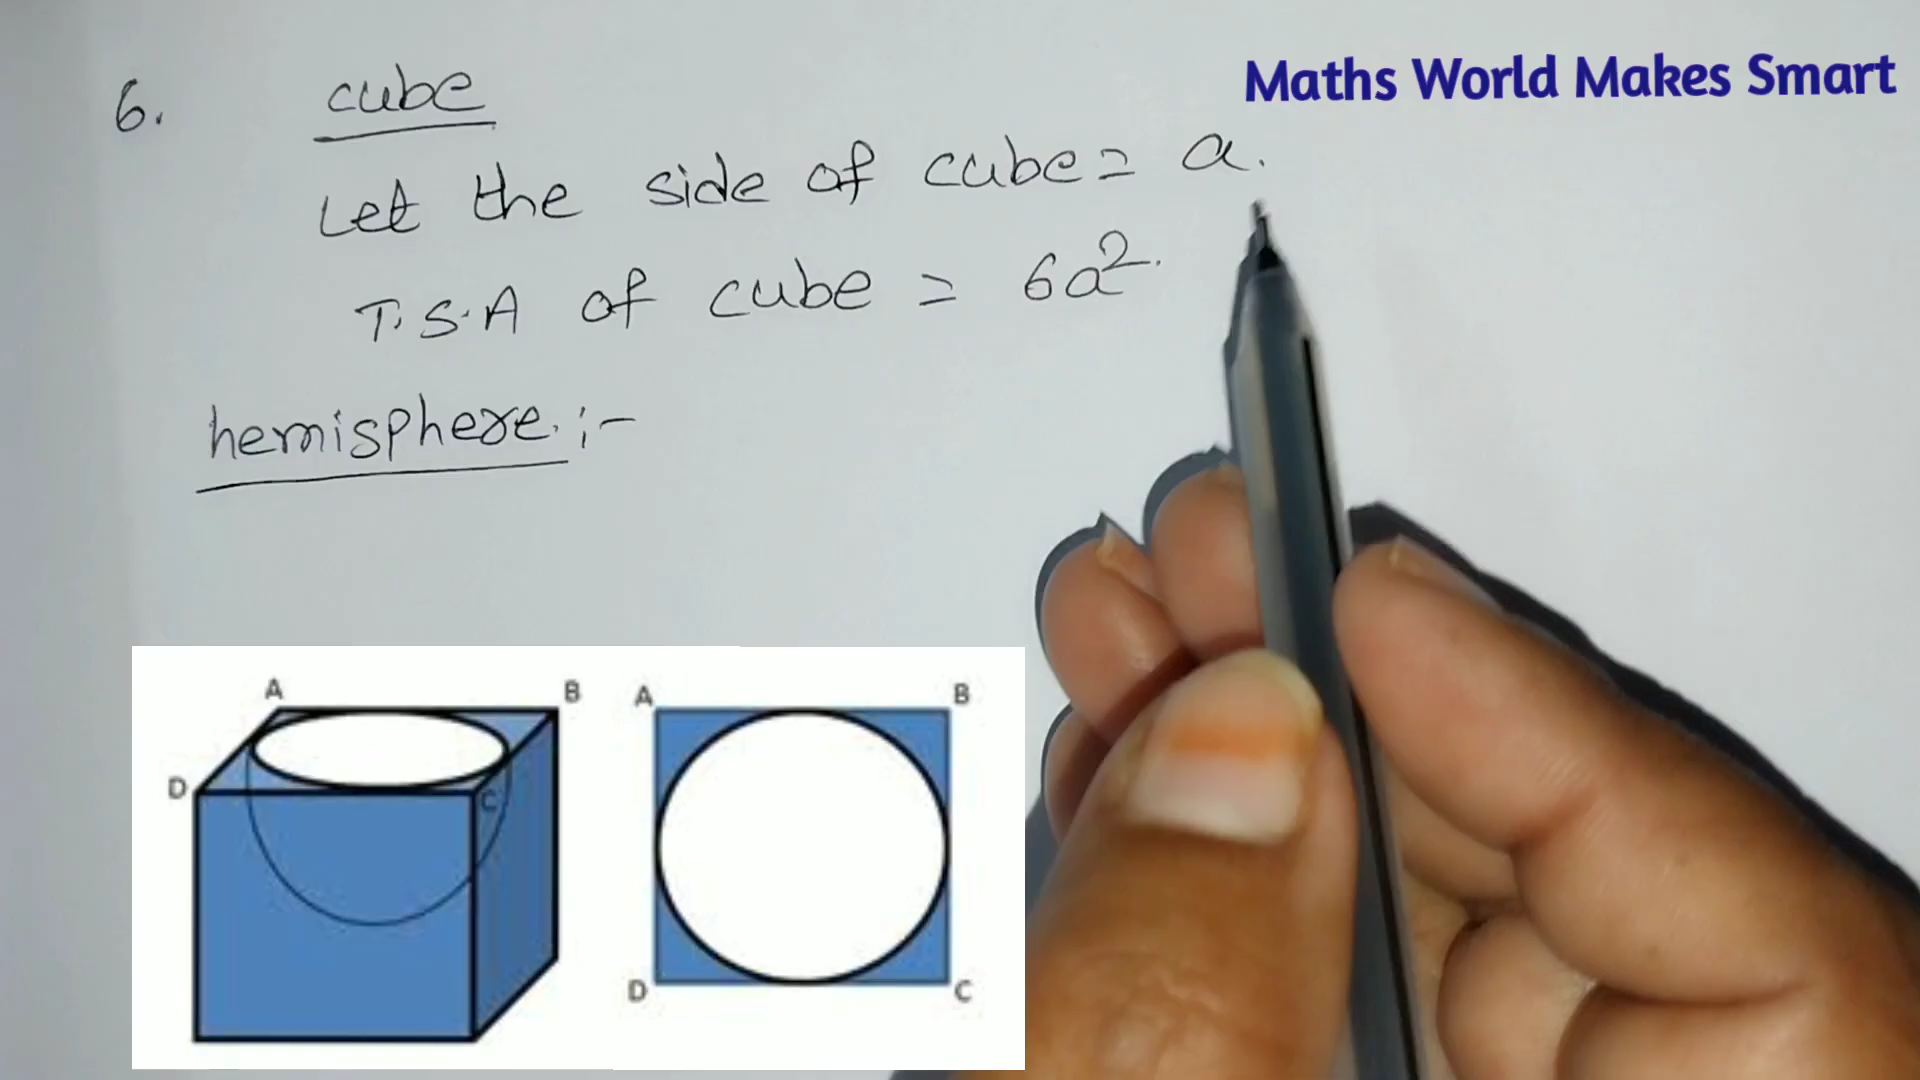 Maths World Makes Smart
6. cube
Let the side of cube = a.
T.S.A of cube = 6a².
hemisphere. :-
A B A B
D C
D C